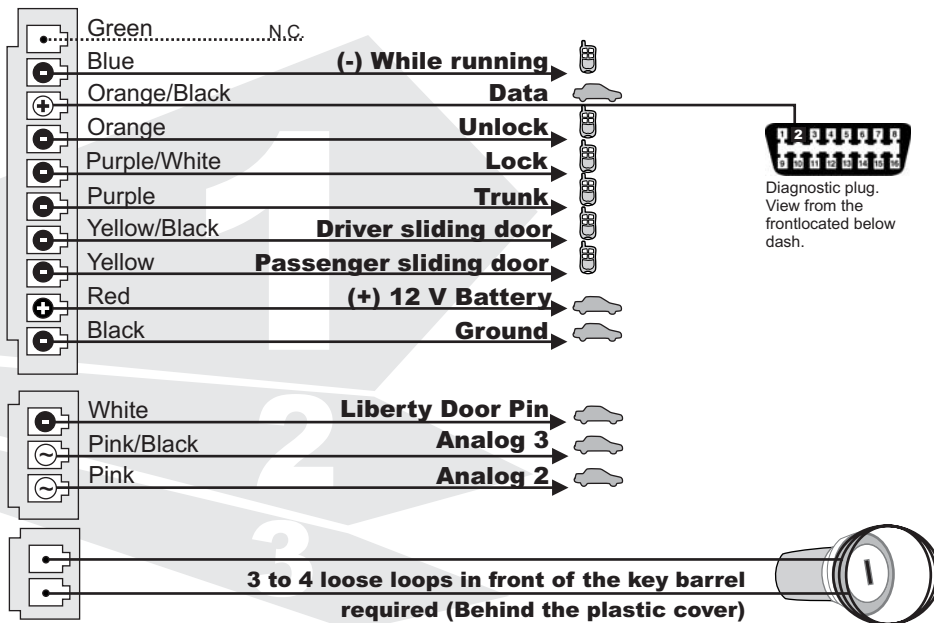 Green N.C.
Blue (-) While running
Orange/Black Data
Orange Unlock
Purple/White Lock
Purple Trunk
Yellow/Black Driver sliding door
Yellow Passenger sliding door
Red (+) 12 V Battery
Black Ground
1
1 2 3 4 5 6 7 8
9 10 11 12 13 14 15 16
Diagnostic plug.
View from the
frontlocated below
dash.
White Liberty Door Pin
Pink/Black Analog 3
Pink Analog 2
2
3
3 to 4 loose loops in front of the key barrel
required (Behind the plastic cover)